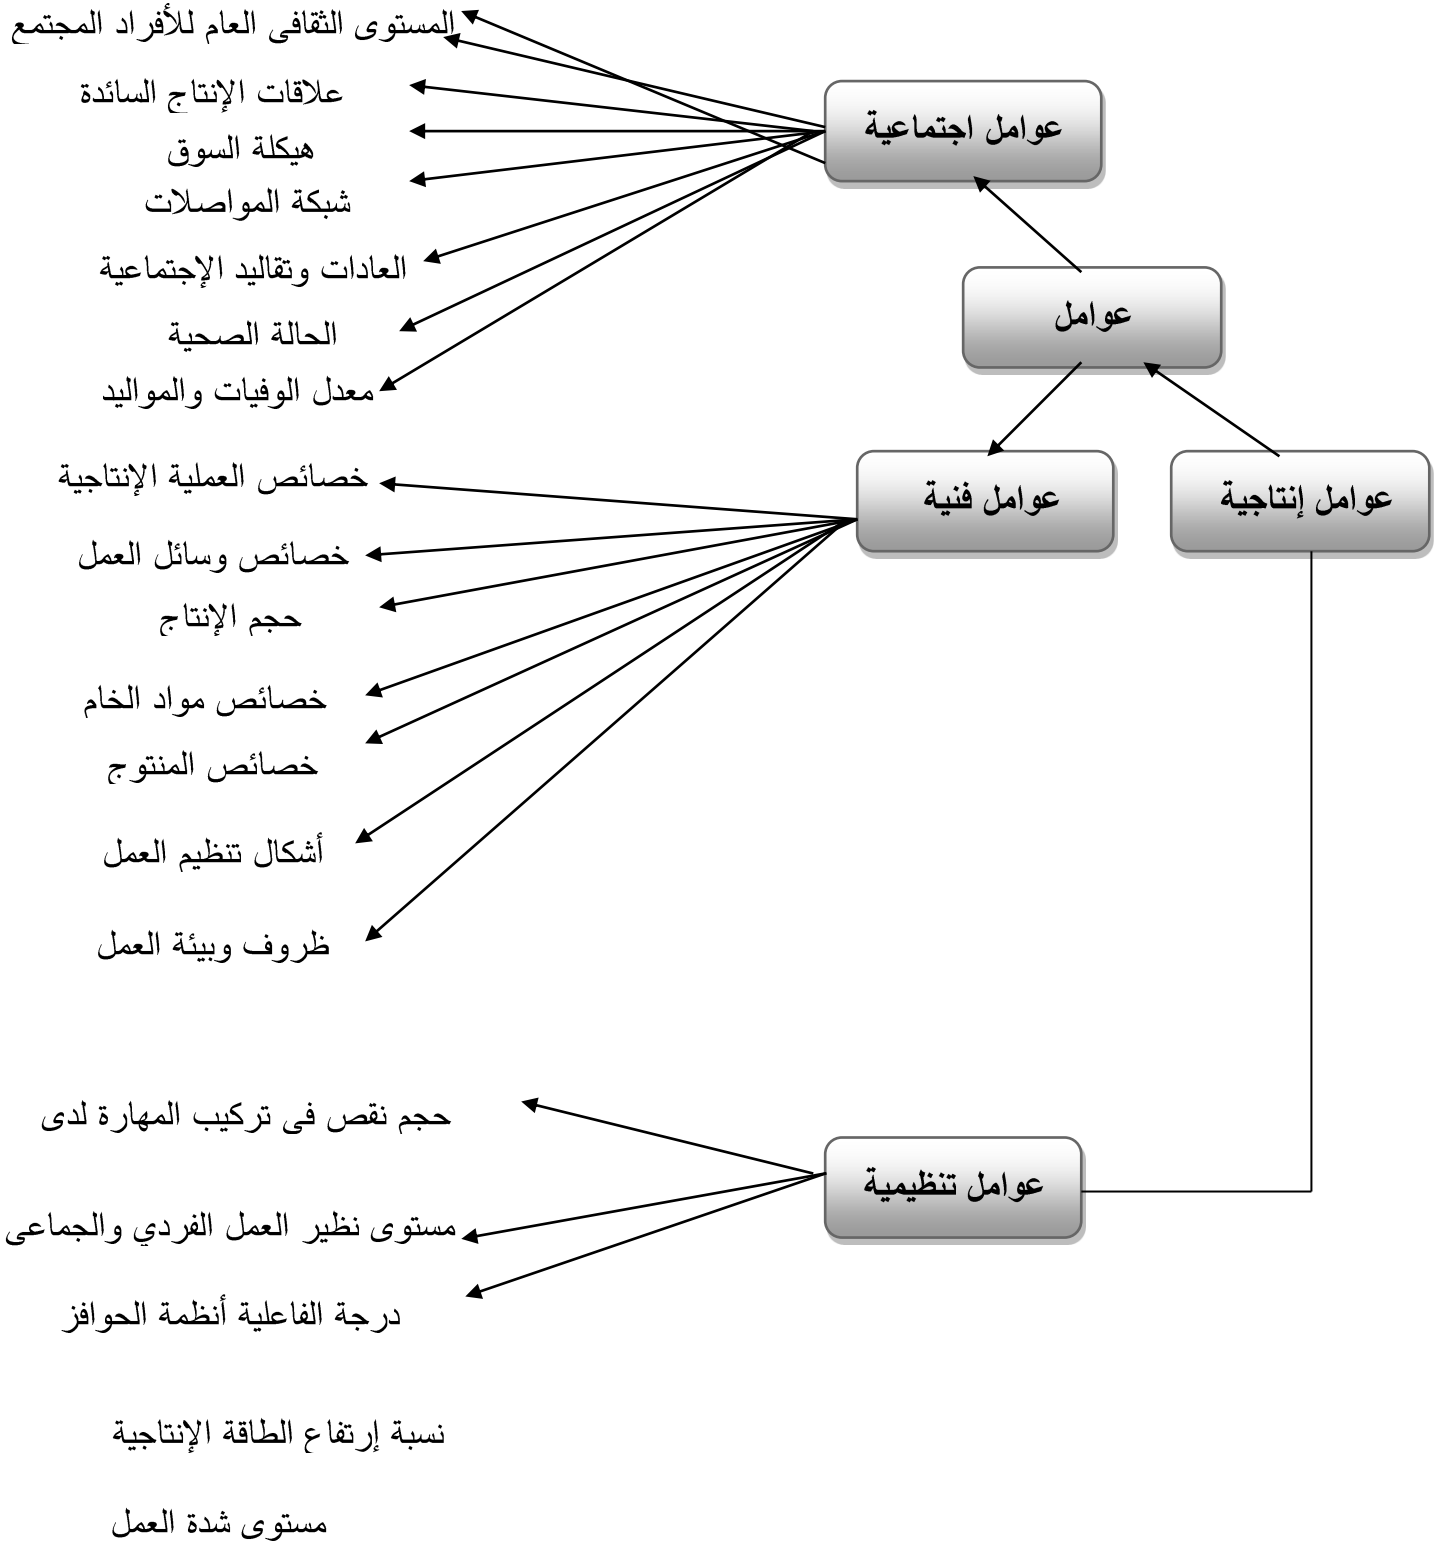 المستوى الثقافى العام للأفراد المجتمع
علاقات الإنتاج السائدة
عوامل اجتماعية
هيكلة السوق
شبكة المواصلات
العادات وتقاليد الإجتماعية
عوامل
الحالة الصحية
معدل الوفيات والمواليد
خصائص العملية الإنتاجية
عوامل إنتاجية
عوامل فنية
خصائص وسائل العمل
حجم الإنتاج
خصائص مواد الخام
خصائص المنتوج
أشكال تنظيم العمل
ظروف وبيئة العمل
حجم نقص فى تركيب المهارة لدى
عوامل تنظيمية
مستوى نظير العمل الفردي والجماعى
درجة الفاعلية أنظمة الحوافز
نسبة إرتفاع الطاقة الإنتاجية
مستوى شدة العمل